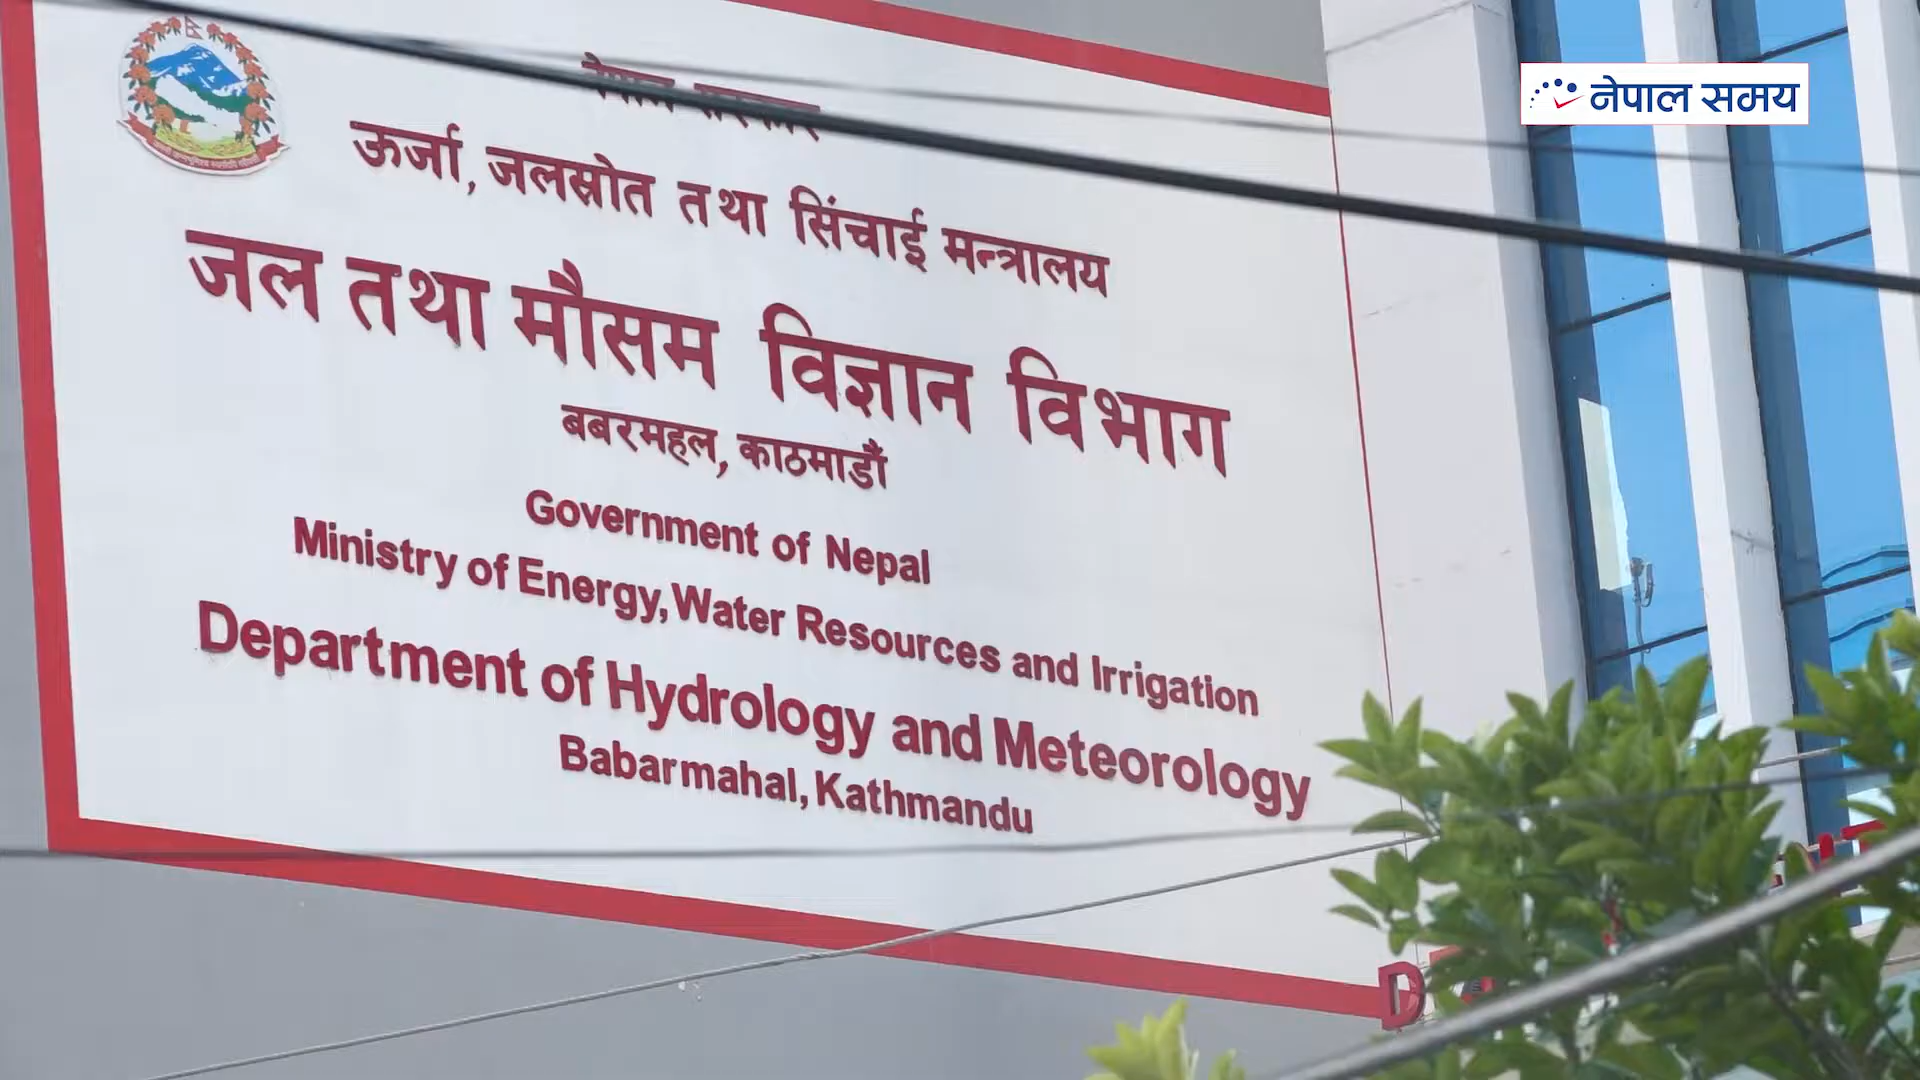 नेपाल सरकार
ऊर्जा, जलस्रोत तथा सिंचाई मन्त्रालय
जल तथा मौसम विज्ञान विभाग
बबरमहल, काठमाडौं
Government of Nepal
Ministry of Energy, Water Resources and Irrigation
Department of Hydrology and Meteorology
Babarmahal, Kathmandu
नेपाल समय